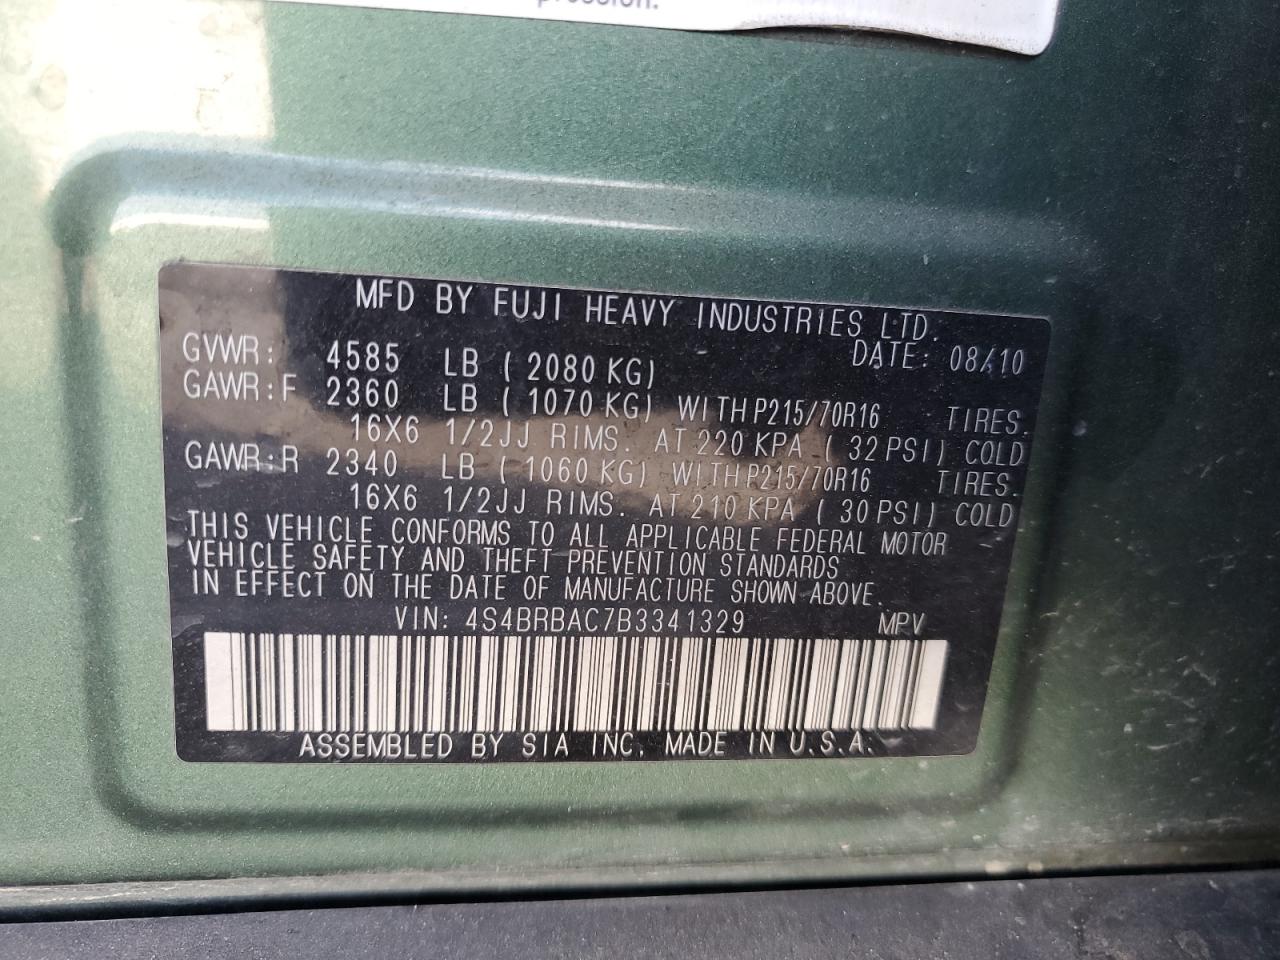 pression.
MFD BY FUJI HEAVY INDUSTRIES LTD.
DATE: 08/10
GVWR: 4585 LB ( 2080 KG)
GAWR:F 2360 LB ( 1070 KG) WITH P215/70R16 TIRES.
16X6 1/2JJ RIMS. AT 220 KPA ( 32 PSI) COLD
GAWR:R 2340 LB ( 1060 KG) WITH P215/70R16 TIRES.
16X6 1/2JJ RIMS. AT 210 KPA ( 30 PSI) COLD
THIS VEHICLE CONFORMS TO ALL APPLICABLE FEDERAL MOTOR
VEHICLE SAFETY AND THEFT PREVENTION STANDARDS
IN EFFECT ON THE DATE OF MANUFACTURE SHOWN ABOVE.
VIN: 4S4BRBAC7B3341329 MPV
ASSEMBLED BY SIA INC. MADE IN U.S.A.